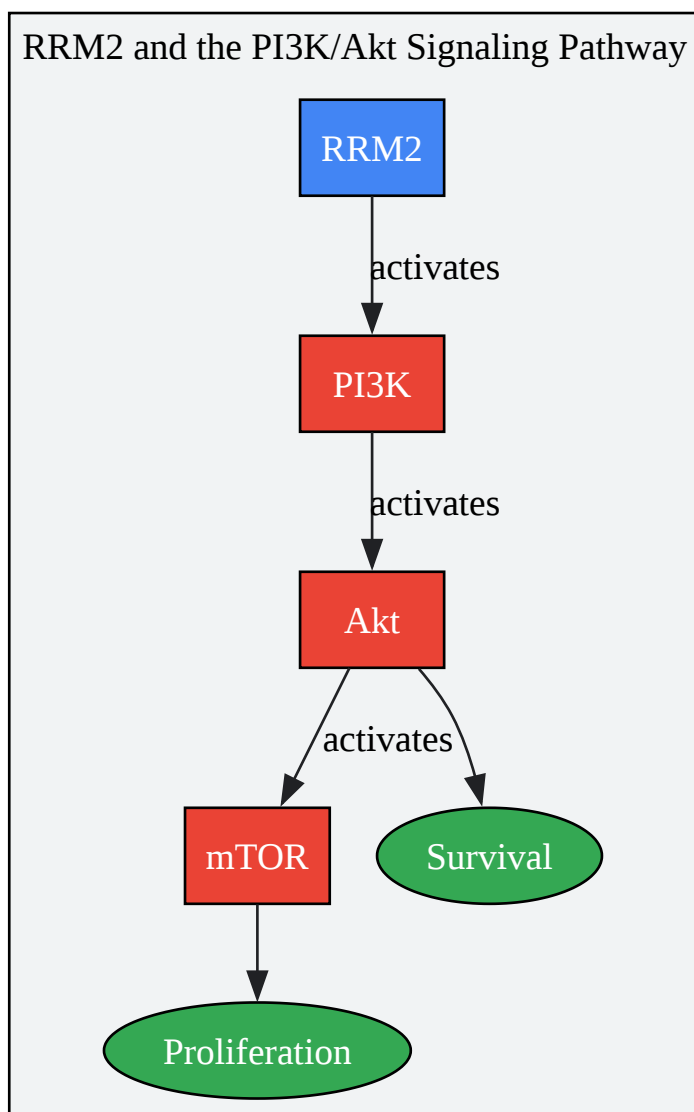 RRM2 and the PI3K/Akt Signaling Pathway
RRM2
activates
PI3K
activates
Akt
activates
mTOR
Survival
Proliferation